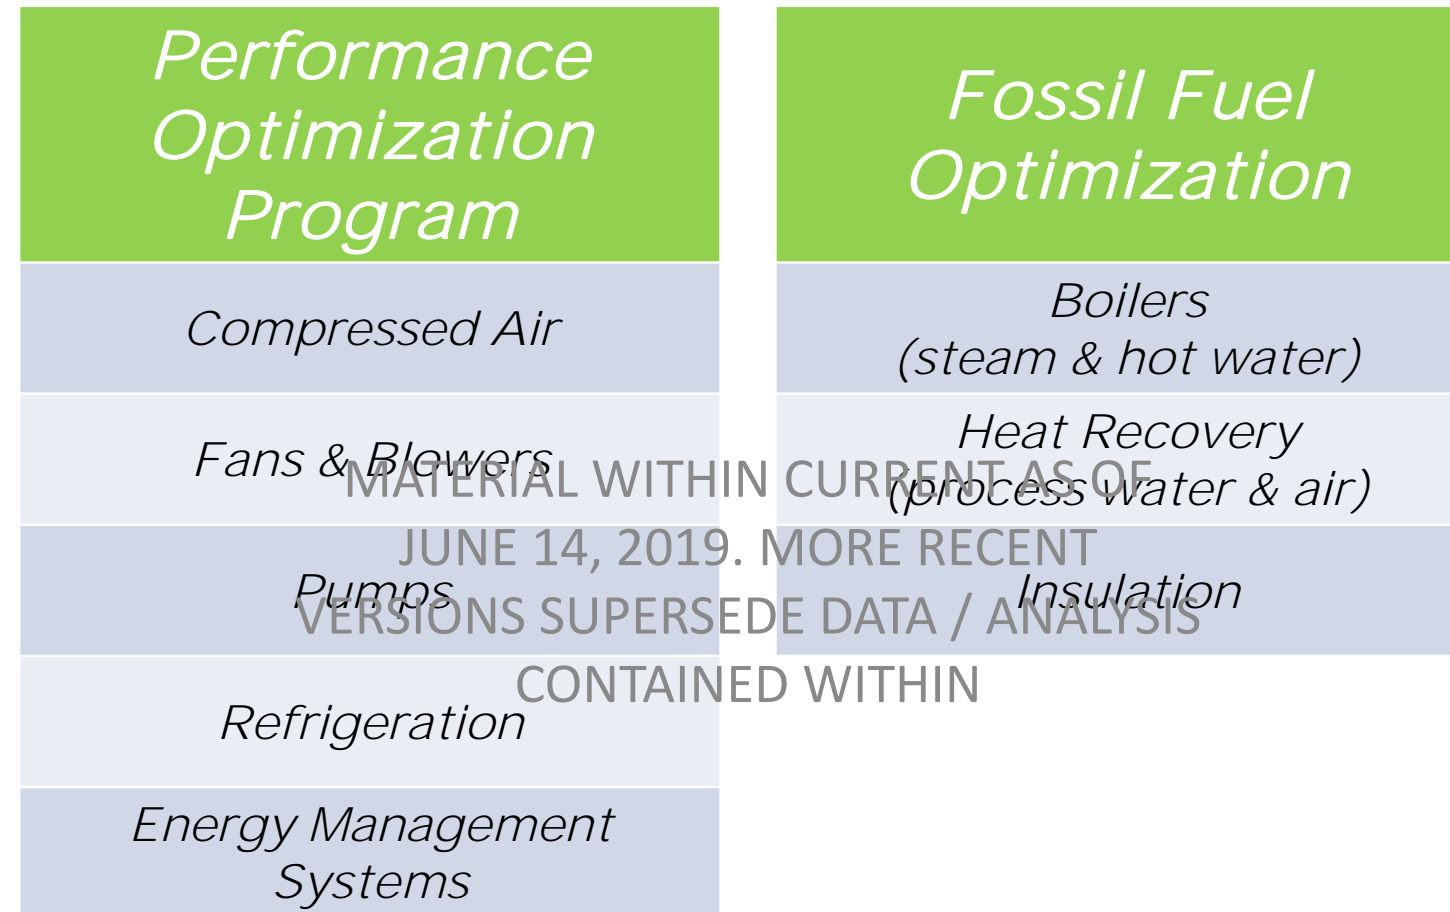 Performance
Optimization
Program
Compressed Air
Fans & Blowers
Pumps
Refrigeration
Energy Management
Systems
Fossil Fuel
Optimization
Boilers
(steam & hot water)
Heat Recovery
(process water & air)
Insulation
MATERIAL WITHIN CURRENT AS OF
JUNE 14, 2019. MORE RECENT
VERSIONS SUPERSEDE DATA / ANALYSIS
CONTAINED WITHIN